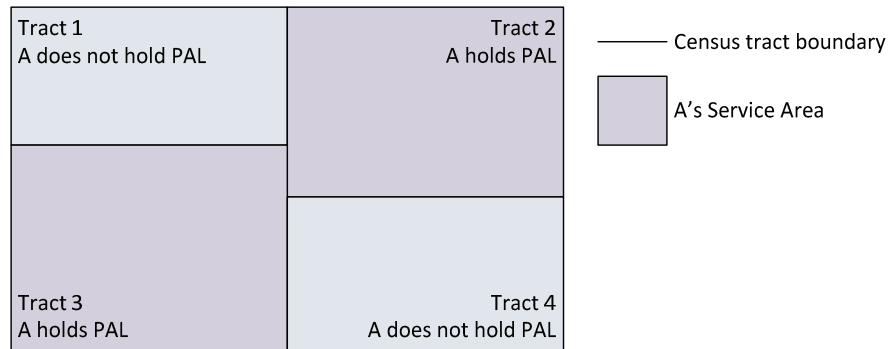 Tract 1
A does not hold PAL
Tract 2
A holds PAL
Tract 3
A holds PAL
Tract 4
A does not hold PAL
Census tract boundary
A’s Service Area